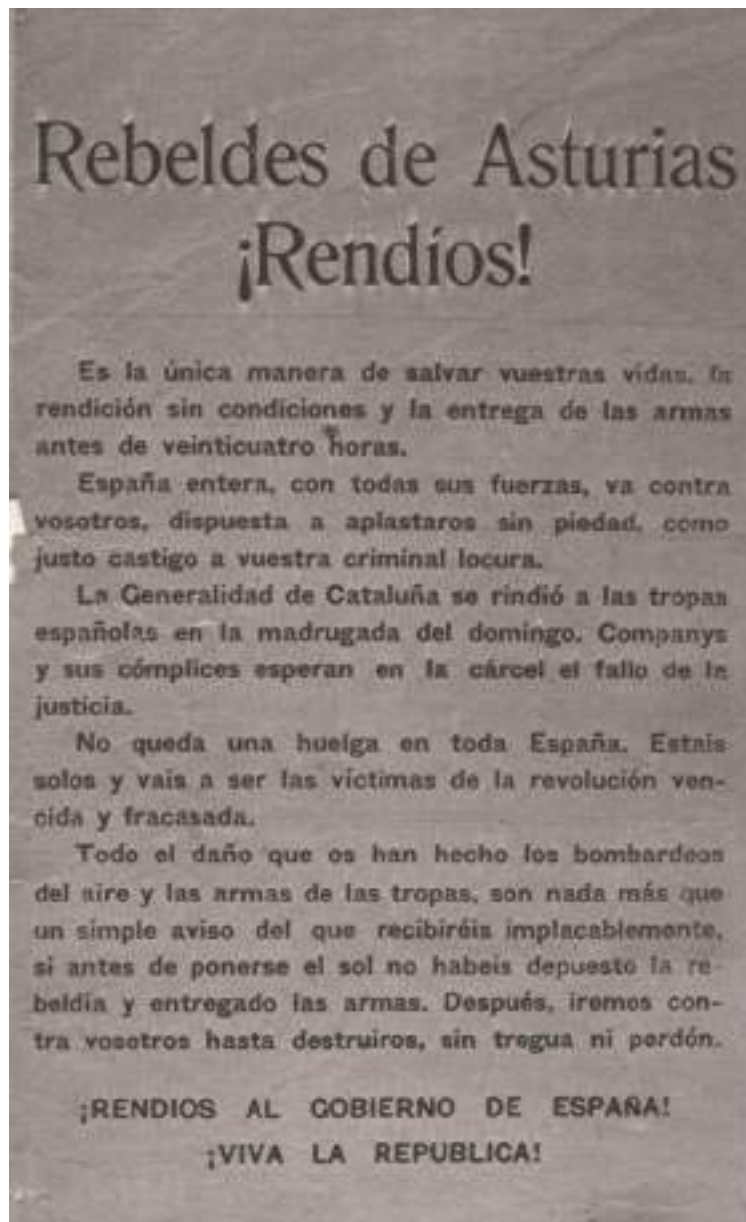 Rebeldes de Asturias
¡Rendíos!
Es la única manera de salvar vuestras vidas, la
rendición sin condiciones y la entrega de las armas
antes de veinticuatro horas.
España entera, con todas sus fuerzas, va contra
vosotros, dispuesta a aplastaros sin piedad, como
justo castigo a vuestra criminal locura.
La Generalidad de Cataluña se rindió a las tropas
españolas en la madrugada del domingo. Companys
y sus cómplices esperan en la cárcel el fallo de la
justicia.
No queda una huelga en toda España. Estais
solos y vais a ser las víctimas de la revolución ven-
cida y fracasada.
Todo el daño que os han hecho los bombardeos
del aire y las armas de las tropas, son nada más que
un simple aviso del que recibiréis implacablemente,
si antes de ponerse el sol no habeis depuesto la re-
beldía y entregado las armas. Después, iremos con-
tra vosotros hasta destruiros, sin tregua ni perdón.
¡RENDIOS AL GOBIERNO DE ESPAÑA!
¡VIVA LA REPUBLICA!